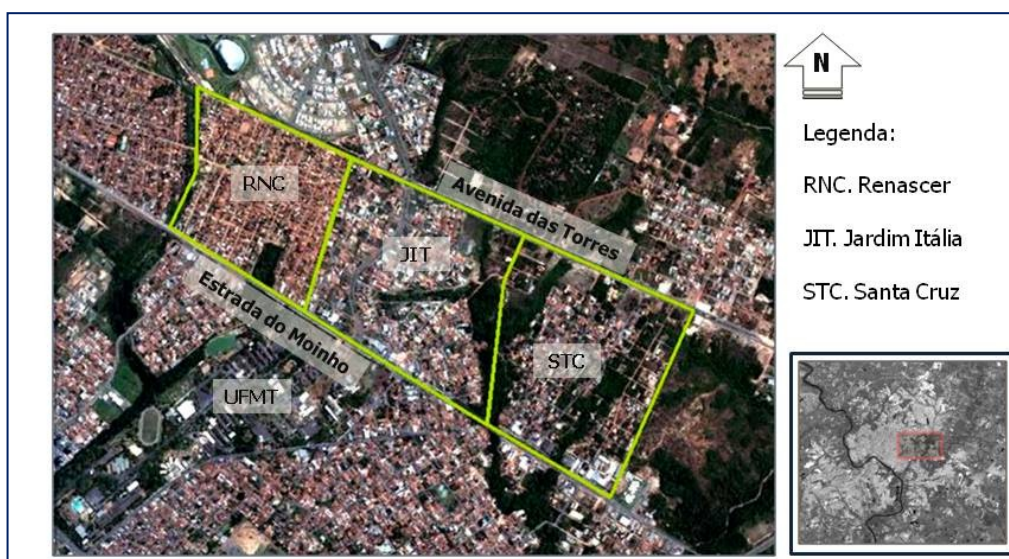 N
Legenda:
RNC. Renascer
JIT. Jardim Itália
STC. Santa Cruz
RNC
Avenida das Torres
JIT
Estrada do Moinho
STC
UFMT